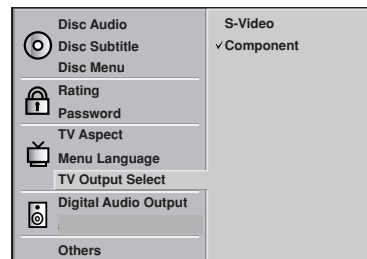 Disc Audio
Disc Subtitle
Disc Menu
Rating
Password
TV Aspect
Menu Language
TV Output Select
Digital Audio Output
Others
S-Video
✓Component